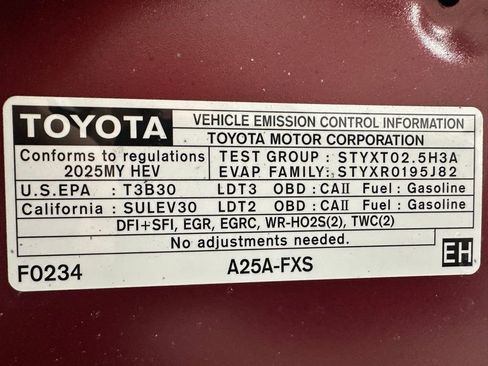 TOYOTA
VEHICLE EMISSION CONTROL INFORMATION
TOYOTA MOTOR CORPORATION
Conforms to regulations
2025MY HEV
TEST GROUP : STYXT02.5H3A
EVAP FAMILY: STYXR0195J82
U.S.EPA : T3B30 LDT3 OBD : CAII Fuel : Gasoline
California : SULEV30 LDT2 OBD : CAII Fuel : Gasoline
DFI+SFI, EGR, EGRC, WR-HO2S(2), TWC(2)
No adjustments needed.
F0234
A25A-FXS
EH